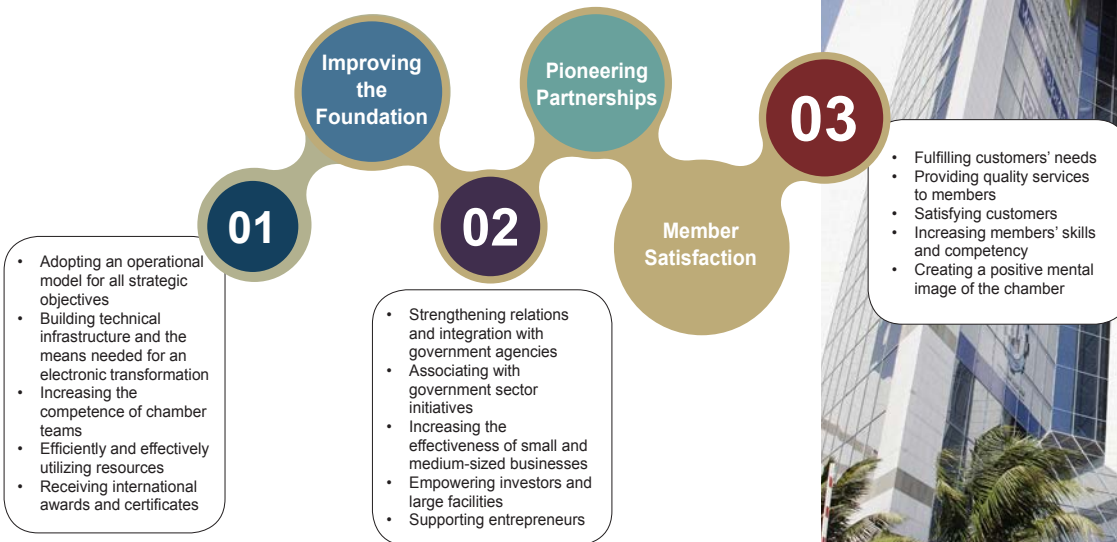 Improving
the
Foundation
01
• Adopting an operational
model for all strategic
objectives
• Building technical
infrastructure and the
means needed for an
electronic transformation
• Increasing the
competence of chamber
teams
• Efficiently and effectively
utilizing resources
• Receiving international
awards and certificates
Pioneering
Partnerships
02
• Strengthening relations
and integration with
government agencies
• Associating with
government sector
initiatives
• Increasing the
effectiveness of small and
medium-sized businesses
• Empowering investors and
large facilities
• Supporting entrepreneurs
Member
Satisfaction
03
• Fulfilling customers’ needs
• Providing quality services
to members
• Satisfying customers
• Increasing members’ skills
and competency
• Creating a positive mental
image of the chamber